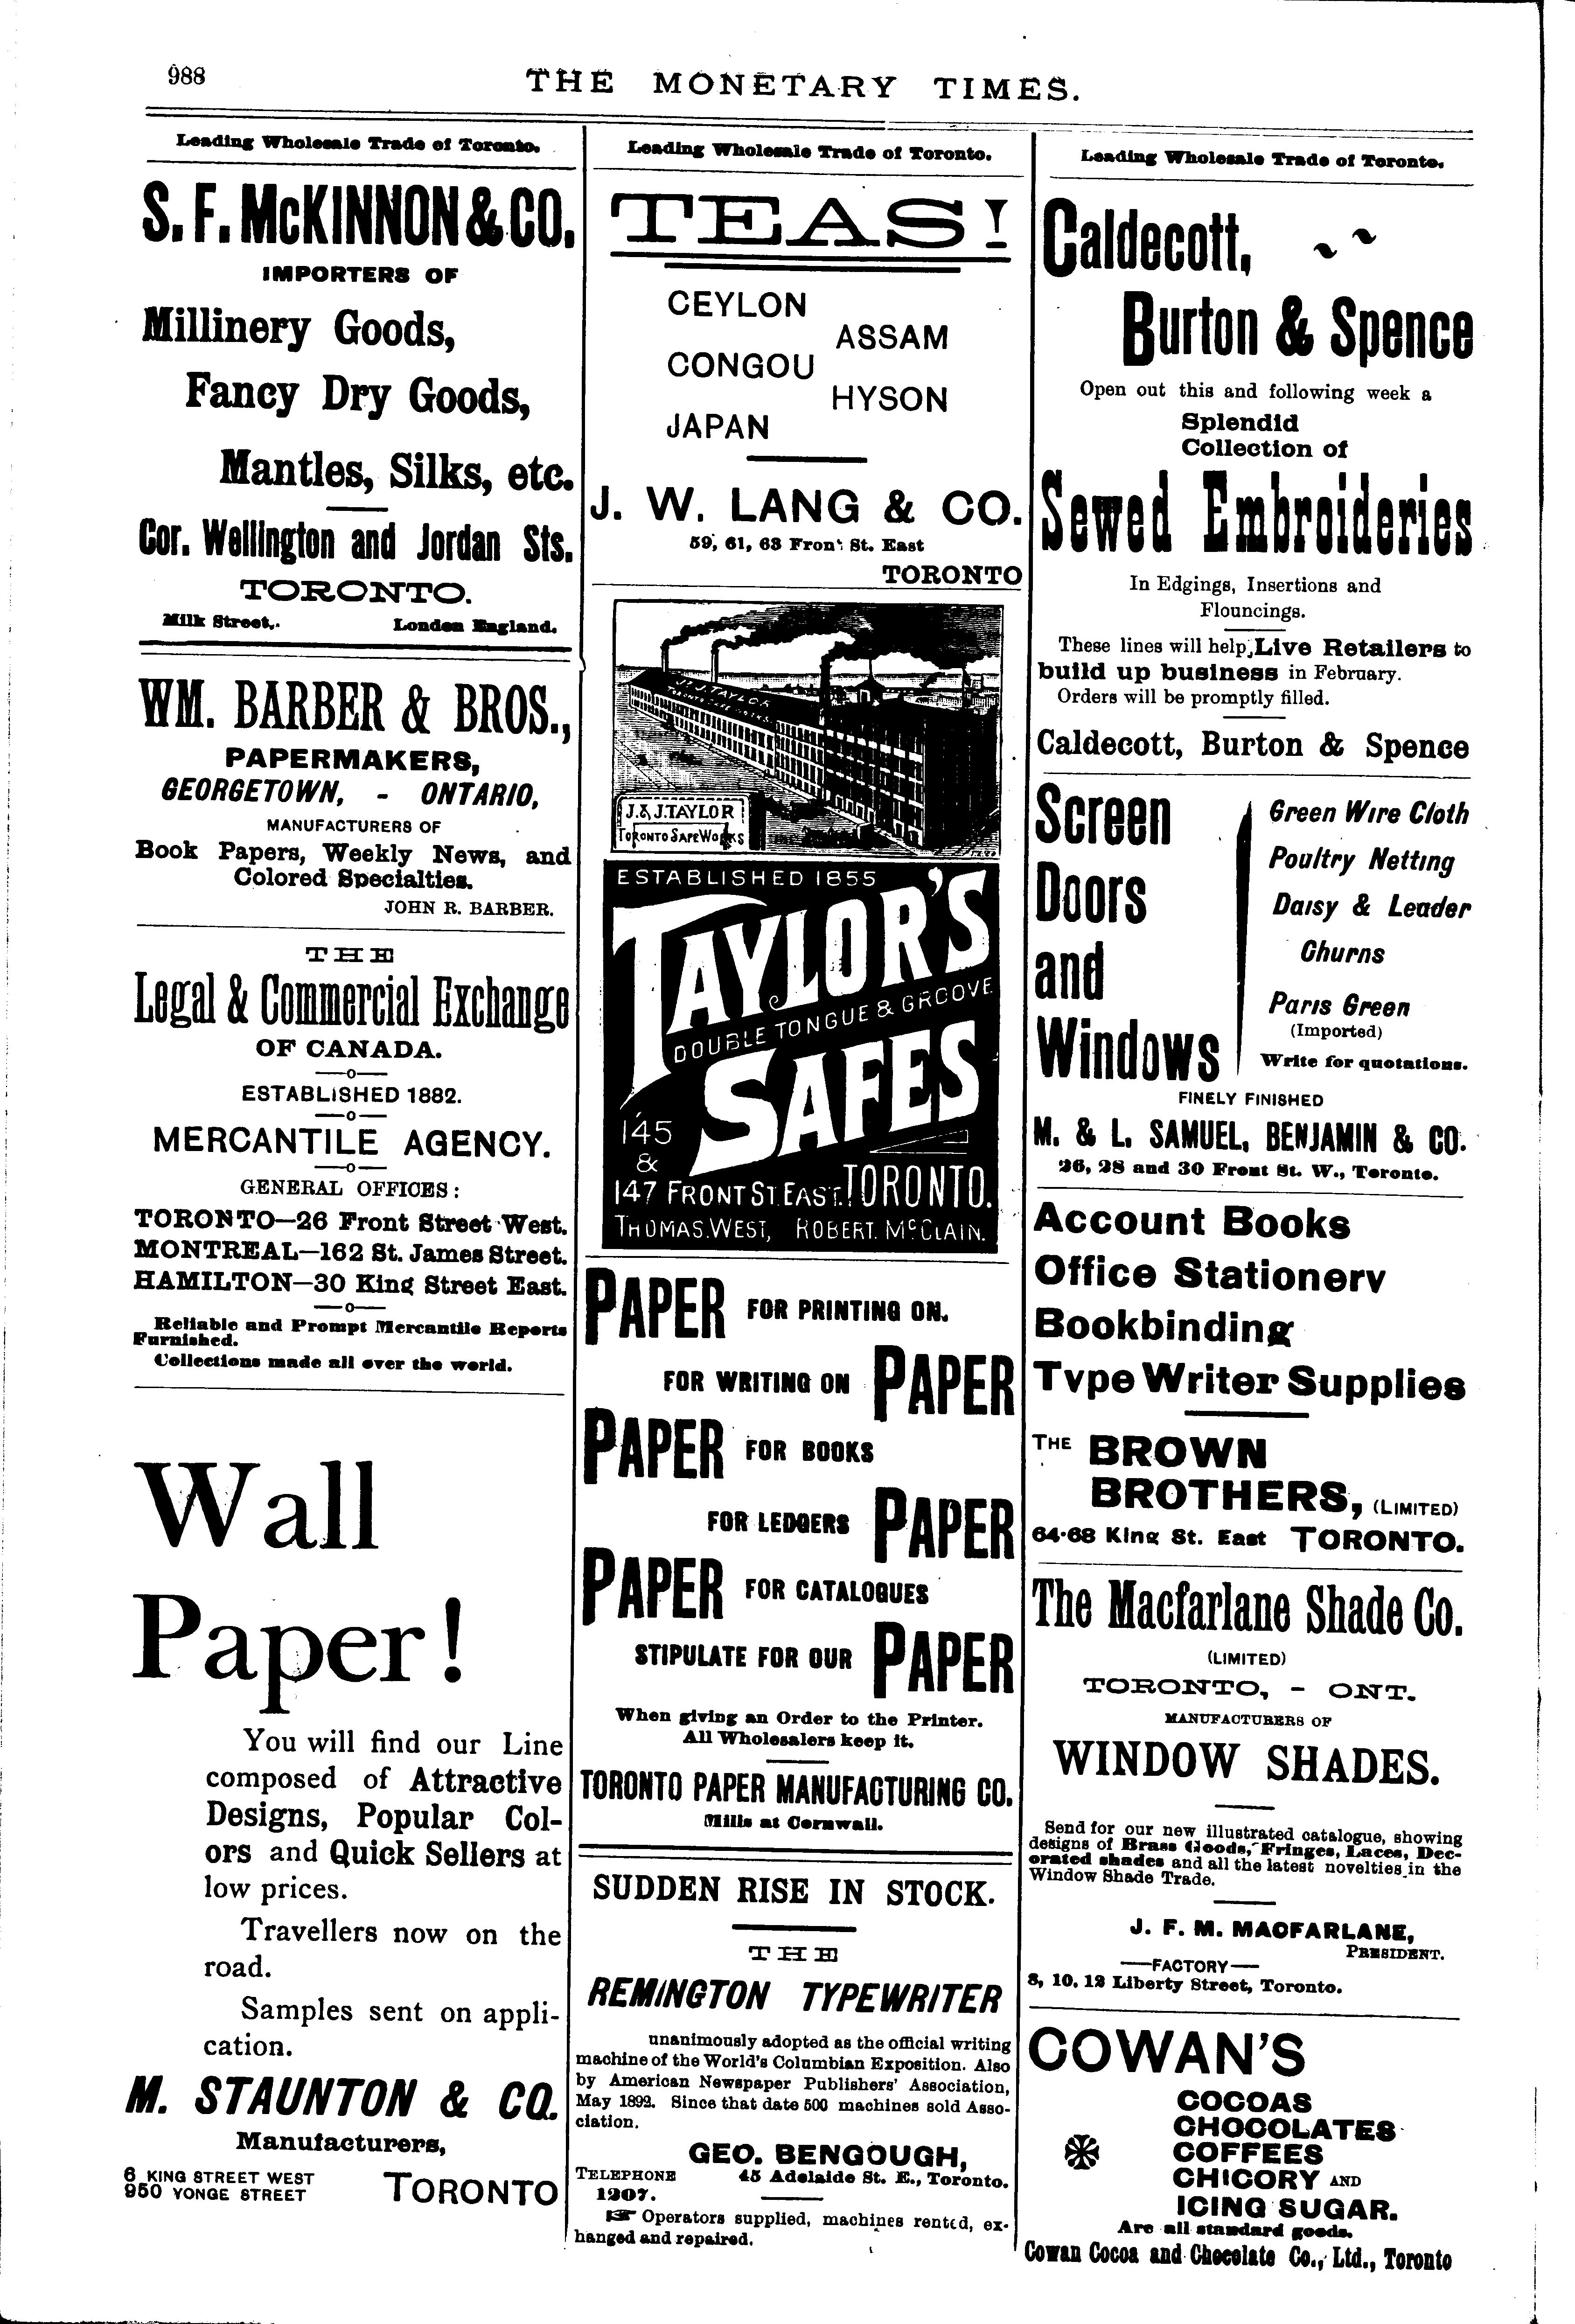 988
THE MONETARY TIMES.
Leading Wholesale Trade of Toronto.
S. F. McKINNON & CO.
IMPORTERS OF
Millinery Goods,
Fancy Dry Goods,
Mantles, Silks, etc.
Cor. Wellington and Jordan Sts.
TORONTO.
Milk Street,. London England.
WM. BARBER & BROS.,
PAPERMAKERS,
GEORGETOWN, - ONTARIO,
MANUFACTURERS OF
Book Papers, Weekly News, and
Colored Specialties.
JOHN R. BARBER.
THE
Legal & Commercial Exchange
OF CANADA.
—o—
ESTABLISHED 1882.
—o—
MERCANTILE AGENCY.
—o—
GENERAL OFFICES:
TORONTO—26 Front Street West.
MONTREAL—162 St. James Street.
HAMILTON—30 King Street East.
—o—
Reliable and Prompt Mercantile Reports
Furnished.
Collections made all over the world.
Wall
Paper!
You will find our Line
composed of Attractive
Designs, Popular Col-
ors and Quick Sellers at
low prices.
Travellers now on the
road.
Samples sent on appli-
cation.
M. STAUNTON & CO.
Manufacturers,
6 KING STREET WEST
950 YONGE STREET TORONTO
Leading Wholesale Trade of Toronto.
TEAS!
CEYLON
ASSAM
CONGOU
HYSON
JAPAN
J. W. LANG & CO.
59, 61, 63 Front St. East
TORONTO
J. & J. TAYLOR
J. & J. TAYLOR
TORONTO SAFE WORKS
ESTABLISHED 1855
TAYLOR'S
DOUBLE TONGUE & GROOVE
SAFES
145
&
147 FRONT ST. EAST. TORONTO.
THOMAS. WEST, ROBERT. McCLAIN.
PAPER FOR PRINTING ON.
FOR WRITING ON PAPER
PAPER FOR BOOKS
FOR LEDGERS PAPER
PAPER FOR CATALOGUES
STIPULATE FOR OUR PAPER
When giving an Order to the Printer.
All Wholesalers keep it.
TORONTO PAPER MANUFACTURING CO.
Mills at Cornwall.
SUDDEN RISE IN STOCK.
THE
REMINGTON TYPEWRITER
unanimously adopted as the official writing
machine of the World's Columbian Exposition. Also
by American Newspaper Publishers' Association,
May 1892. Since that date 500 machines sold Asso-
ciation.
GEO. BENGOUGH,
TELEPHONE 45 Adelaide St. E., Toronto.
1207.
☞ Operators supplied, machines rented, ex-
hanged and repaired.
Leading Wholesale Trade of Toronto.
Caldecott,
Burton & Spence
Open out this and following week a
Splendid
Collection of
Sewed Embroideries
In Edgings, Insertions and
Flouncings.
These lines will help Live Retailers to
build up business in February.
Orders will be promptly filled.
Caldecott, Burton & Spence
Screen
Doors
and
Windows
Green Wire Cloth
Poultry Netting
Daisy & Leader
Churns
Paris Green
(Imported)
Write for quotations.
FINELY FINISHED
M. & L. SAMUEL, BENJAMIN & CO.
26, 28 and 30 Front St. W., Toronto.
Account Books
Office Stationery
Bookbinding
Type Writer Supplies
THE BROWN
BROTHERS, (LIMITED)
64-68 King St. East TORONTO.
The Macfarlane Shade Co.
(LIMITED)
TORONTO, - ONT.
MANUFACTURERS OF
WINDOW SHADES.
Send for our new illustrated catalogue, showing
designs of Brass Goods, Fringes, Laces, Dec-
orated shades and all the latest novelties in the
Window Shade Trade.
J. F. M. MACFARLANE,
PRESIDENT.
—FACTORY—
8, 10, 12 Liberty Street, Toronto.
COWAN'S
COCOAS
CHOCOLATES
COFFEES
CHICORY AND
ICING SUGAR.
Are all standard goods.
Cowan Cocoa and Chocolate Co., Ltd., Toronto